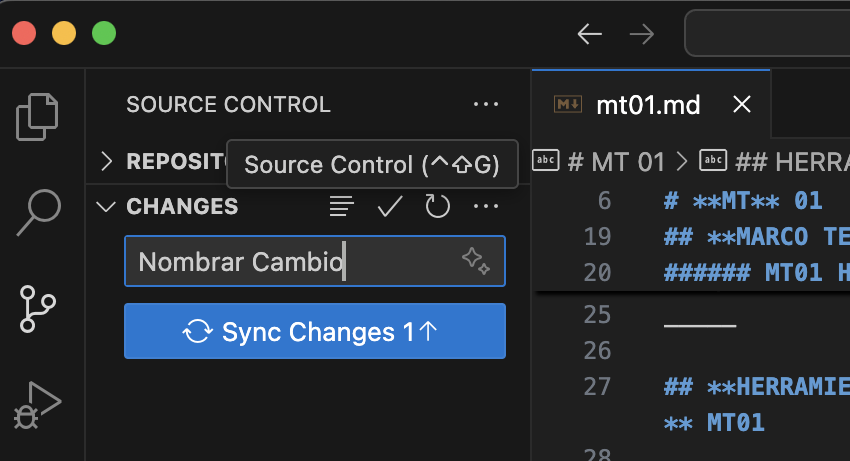 SOURCE CONTROL
mt01.md
REPOSIT
Source Control (^⇧G)
# MT 01 > ## HERRA
CHANGES
Nombrar Cambio
Sync Changes 1↑
6 # **MT** 01
19 ## **MARCO TE
20 ###### MT01 H
25 ______
26
27 ## **HERRAMIE
** MT01
28